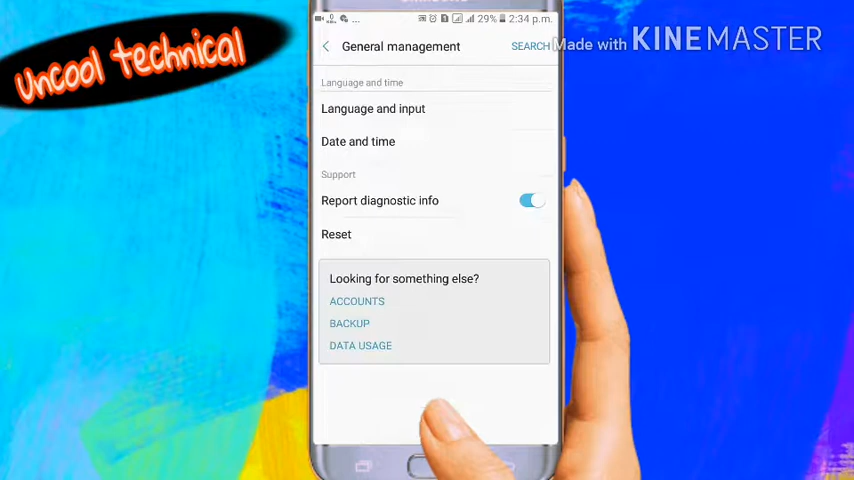 Uncool technical
29% 2:34 p.m.
General management SEARCH
Made with KINEMASTER
Language and time
Language and input
Date and time
Support
Report diagnostic info
Reset
Looking for something else?
ACCOUNTS
BACKUP
DATA USAGE